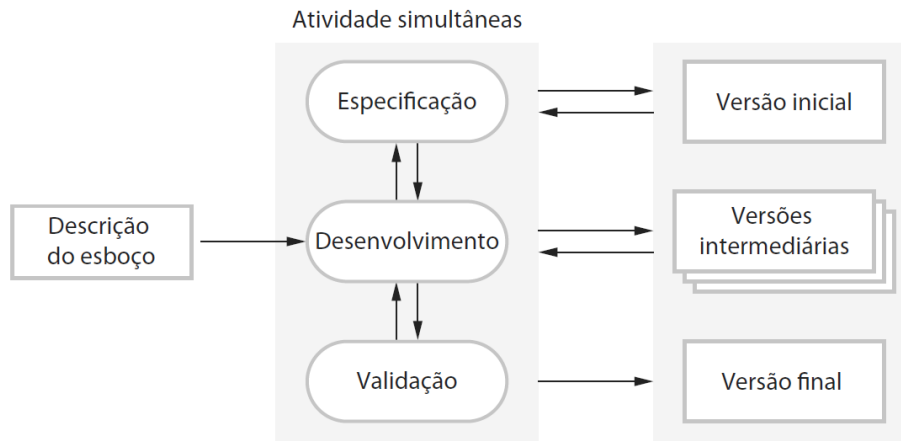 Atividade simultâneas
Especificação
Versão inicial
Descrição
do esboço
Desenvolvimento
Versões
intermediárias
Validação
Versão final